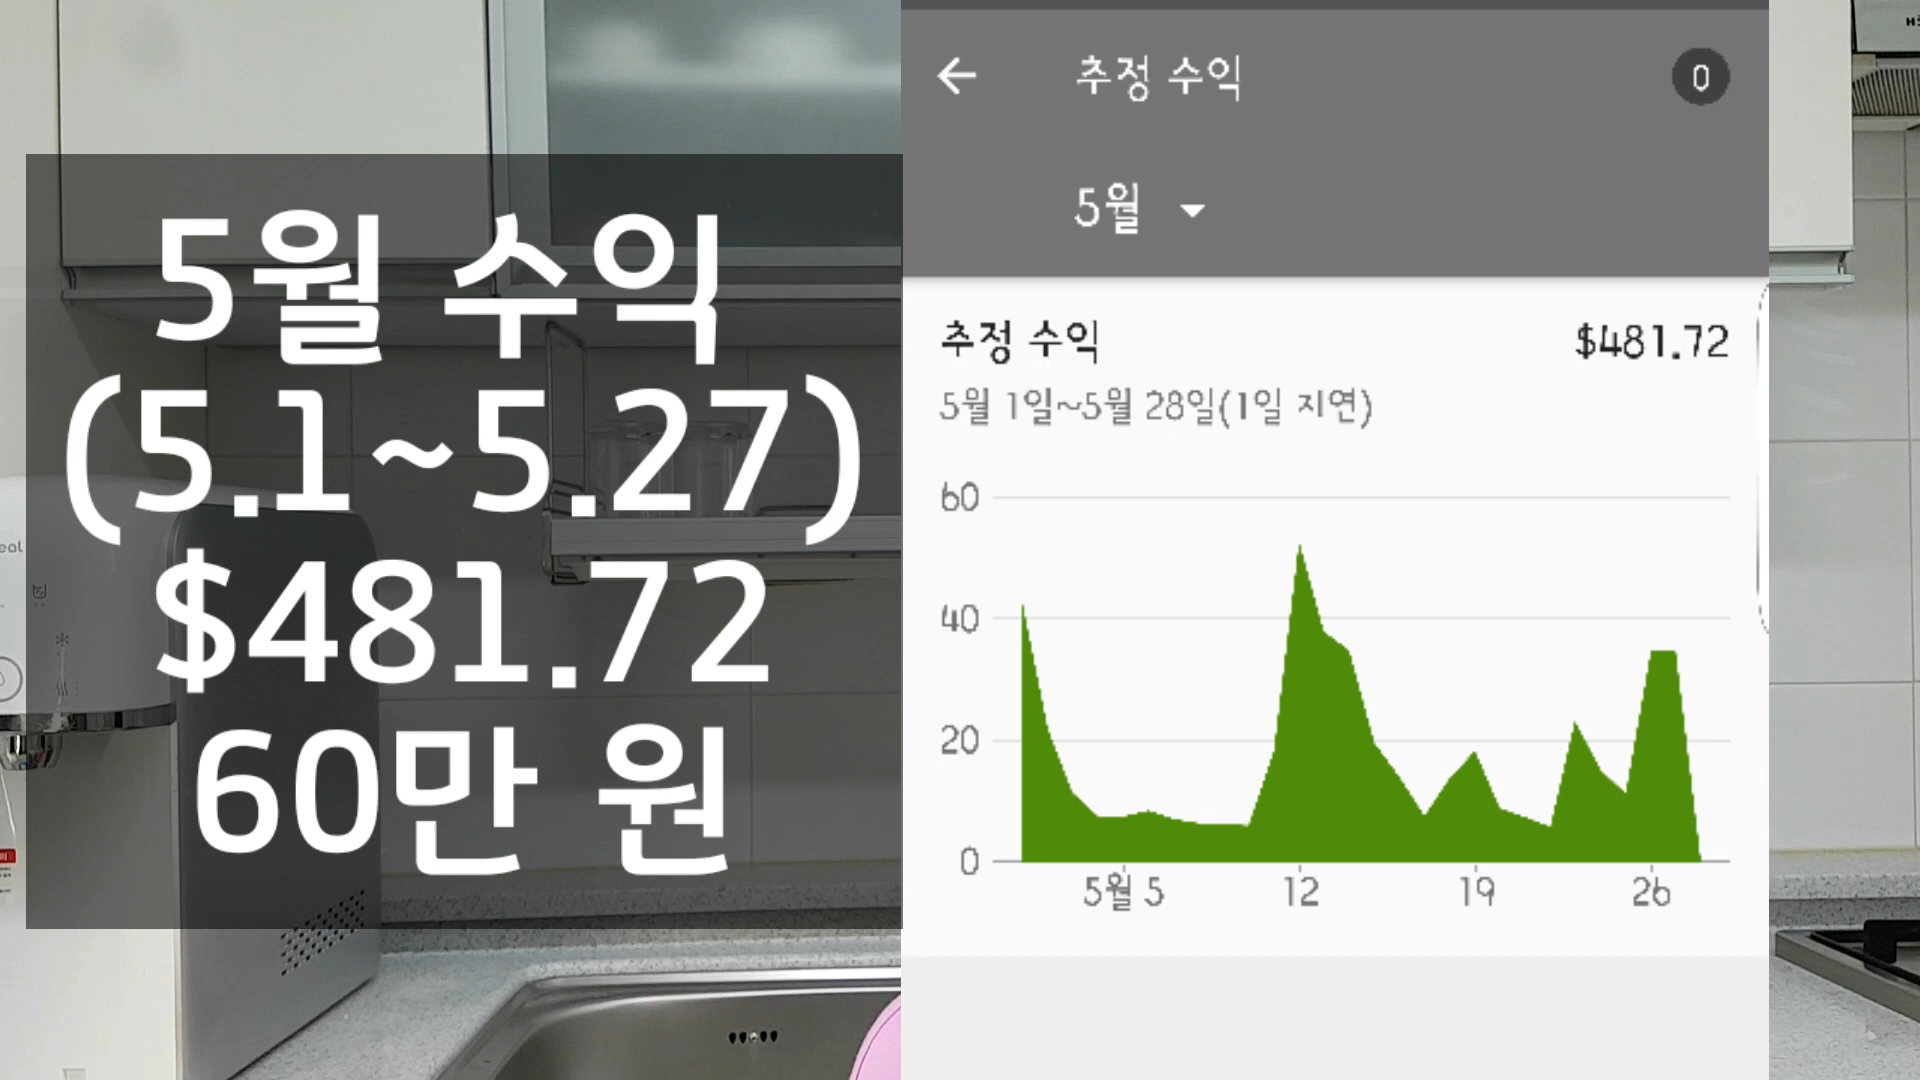 5월 수익
(5.1~5.27)
$481.72
60만 원
추정 수익
0
5월
추정 수익
$481.72
5월 1일~5월 28일(1일 지연)
60
40
20
0
5월 5
12
19
26
eal